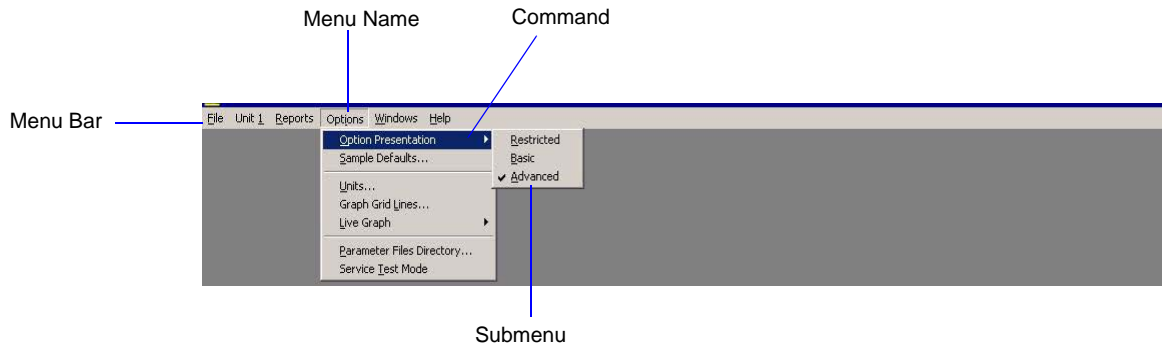 Menu Name
Command
Menu Bar
File Unit 1 Reports Options Windows Help
Option Presentation
Sample Defaults...
Units...
Graph Grid Lines...
Live Graph
Parameter Files Directory...
Service Test Mode
Restricted
Basic
Advanced
Submenu